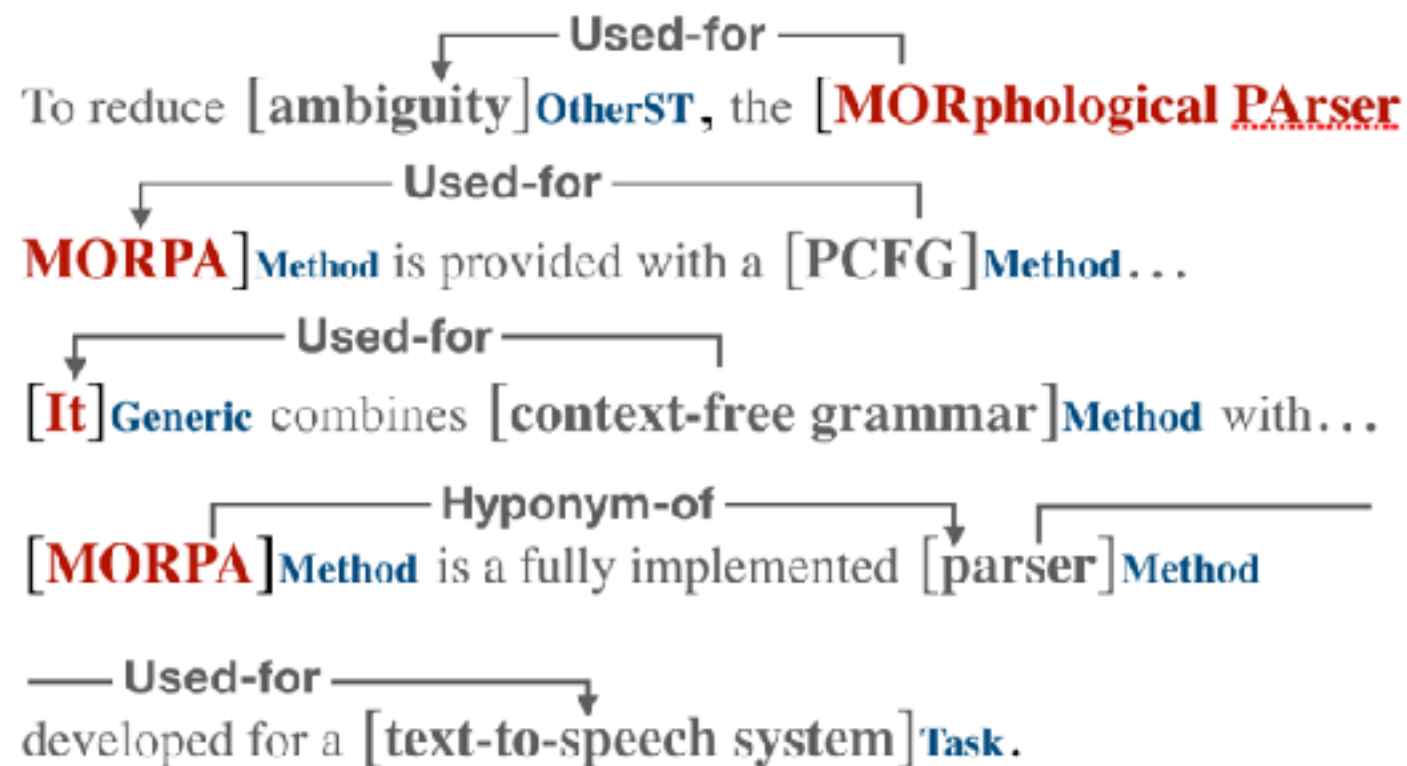 Used-for
To reduce [ambiguity]OtherST, the [MORphological PArser
Used-for
MORPA]Method is provided with a [PCFG]Method...
Used-for
[It]Generic combines [context-free grammar]Method with...
Hyponym-of
[MORPA]Method is a fully implemented [parser]Method
Used-for
developed for a [text-to-speech system]Task.